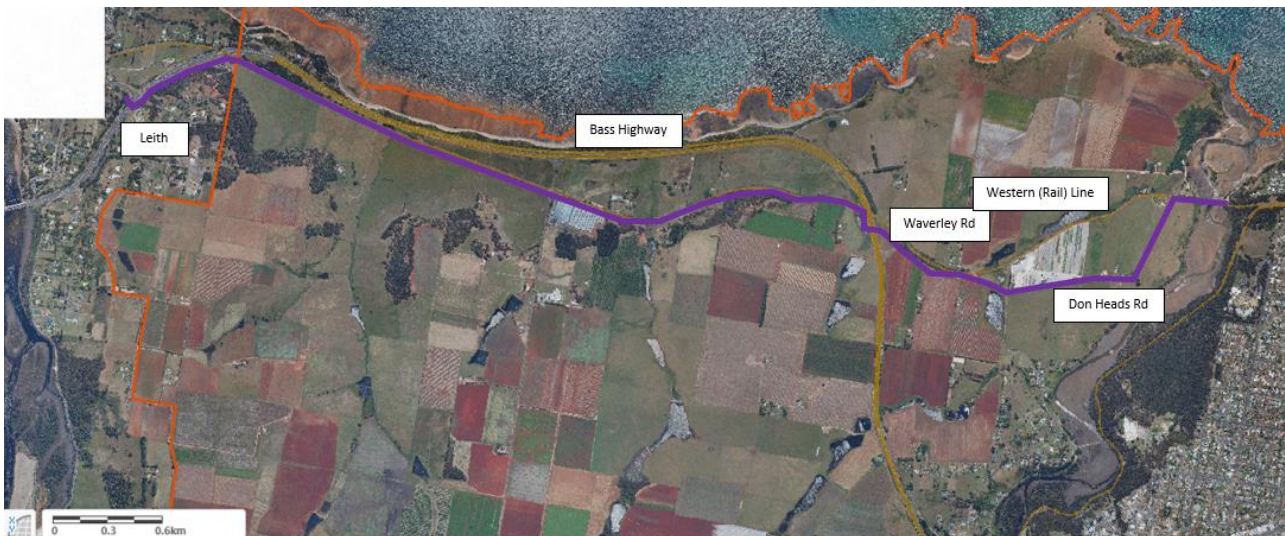 Leith
Bass Highway
Western (Rail) Line
Waverley Rd
Don Heads Rd
0 0.3 0.6km